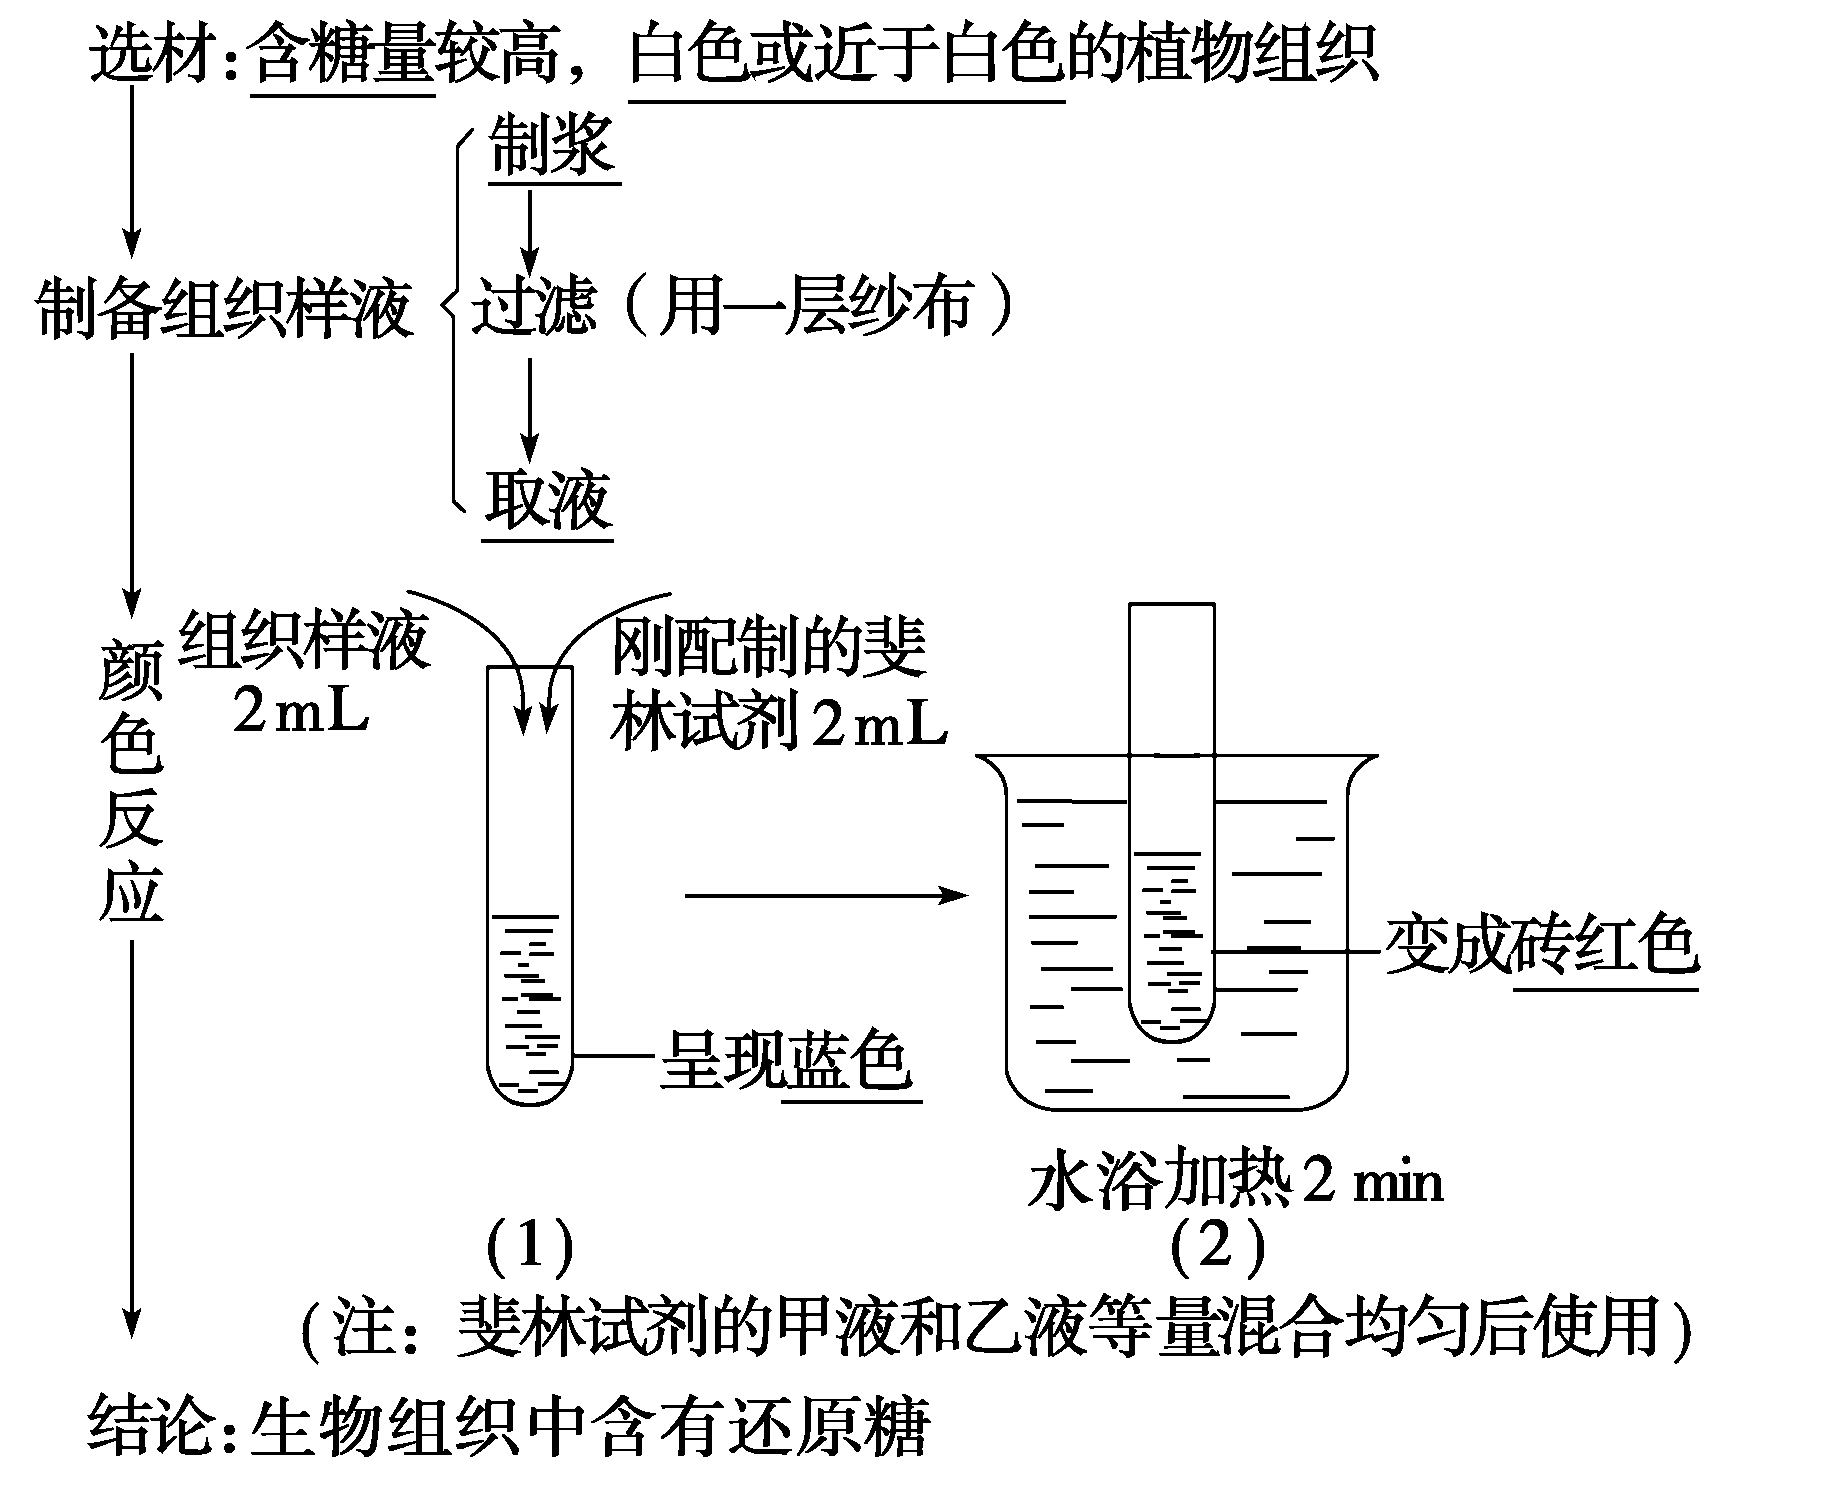 选材:含糖量较高，白色或近于白色的植物组织
制浆
制备组织样液
过滤（用一层纱布）
取液
颜色反应
组织样液
2mL
刚配制的斐
林试剂2mL
呈现蓝色
变成砖红色
水浴加热2 min
(1)
(2)
(注：斐林试剂的甲液和乙液等量混合均匀后使用)
结论:生物组织中含有还原糖